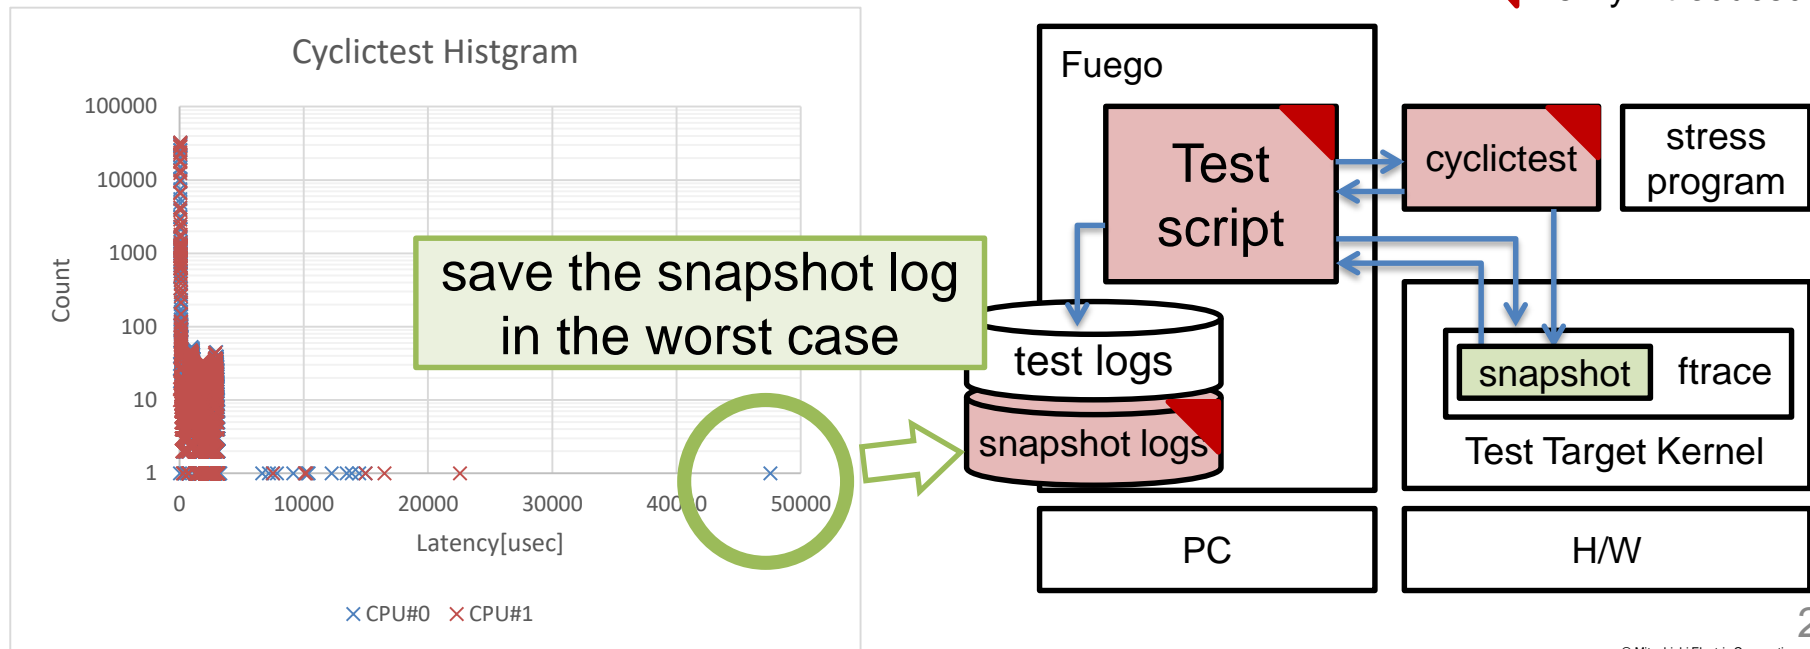 Cyclictest Histgram
100000
10000
1000
100
10
1
Count
0
10000
20000
30000
40000
50000
Latency[usec]
CPU#0
CPU#1
save the snapshot log
in the worst case
Fuego
Test
script
cyclictest
stress
program
test logs
snapshot logs
snapshot
ftrace
Test Target Kernel
PC
H/W
2